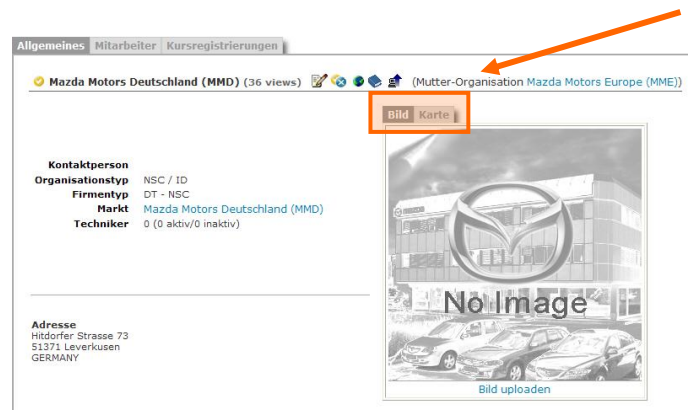 Allgemeines Mitarbeiter Kursregistrierungen
Mazda Motors Deutschland (MMD) (36 views) (Mutter-Organisation Mazda Motors Europe (MME))
Bild Karte
Kontaktperson
Organisationstyp NSC / ID
Firmentyp DT - NSC
Markt Mazda Motors Deutschland (MMD)
Techniker 0 (0 aktiv/0 inaktiv)
No Image
Adresse
Hitdorfer Strasse 73
51371 Leverkusen
GERMANY
Bild uploaden